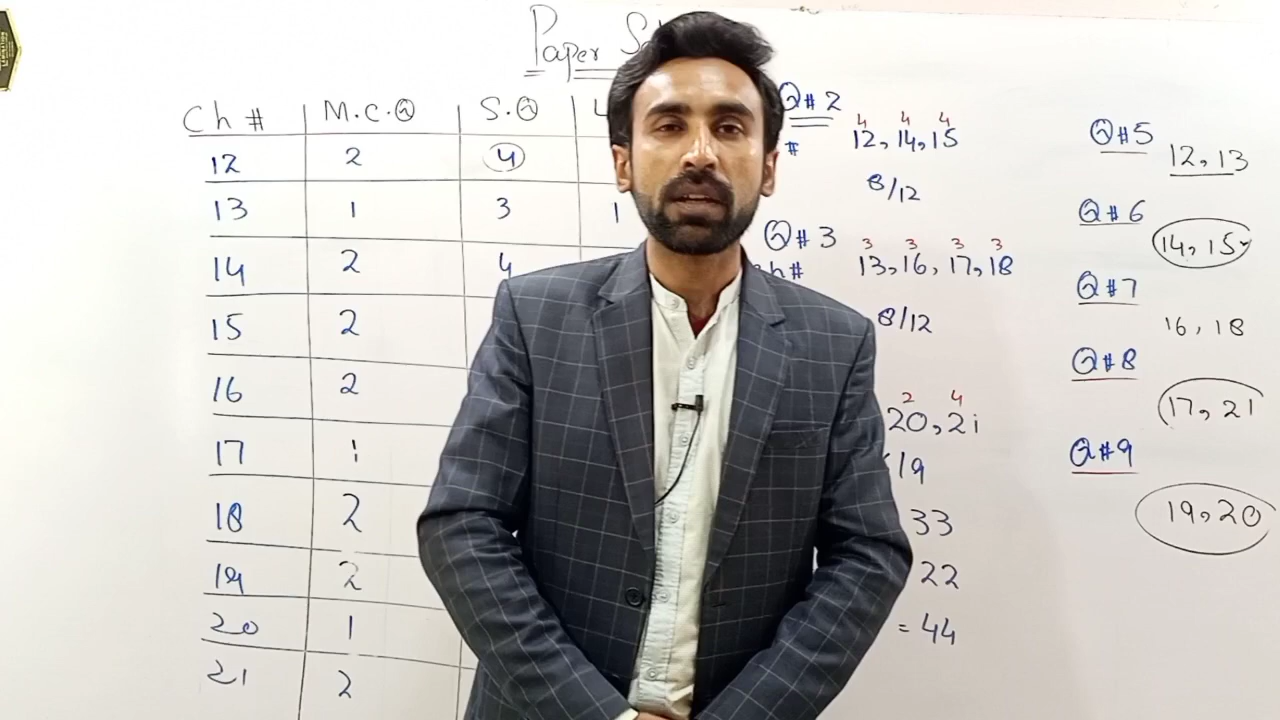 Paper
Ch # M.C.Q S.Q
12 2 4
13 1 3 1
14 2 4
15 2
16 2
17 1
18 2
19 2
20 1
21 2
Q#2
4 4 4
# 12, 14, 15
8/12
Q#3
3 3 3 3
ch# 13, 16, 17, 18
8/12
2 4
20, 21
19
33
22
= 44
Q#5
12, 13
Q#6
14, 15
Q#7
16, 18
Q#8
17, 21
Q#9
19, 20